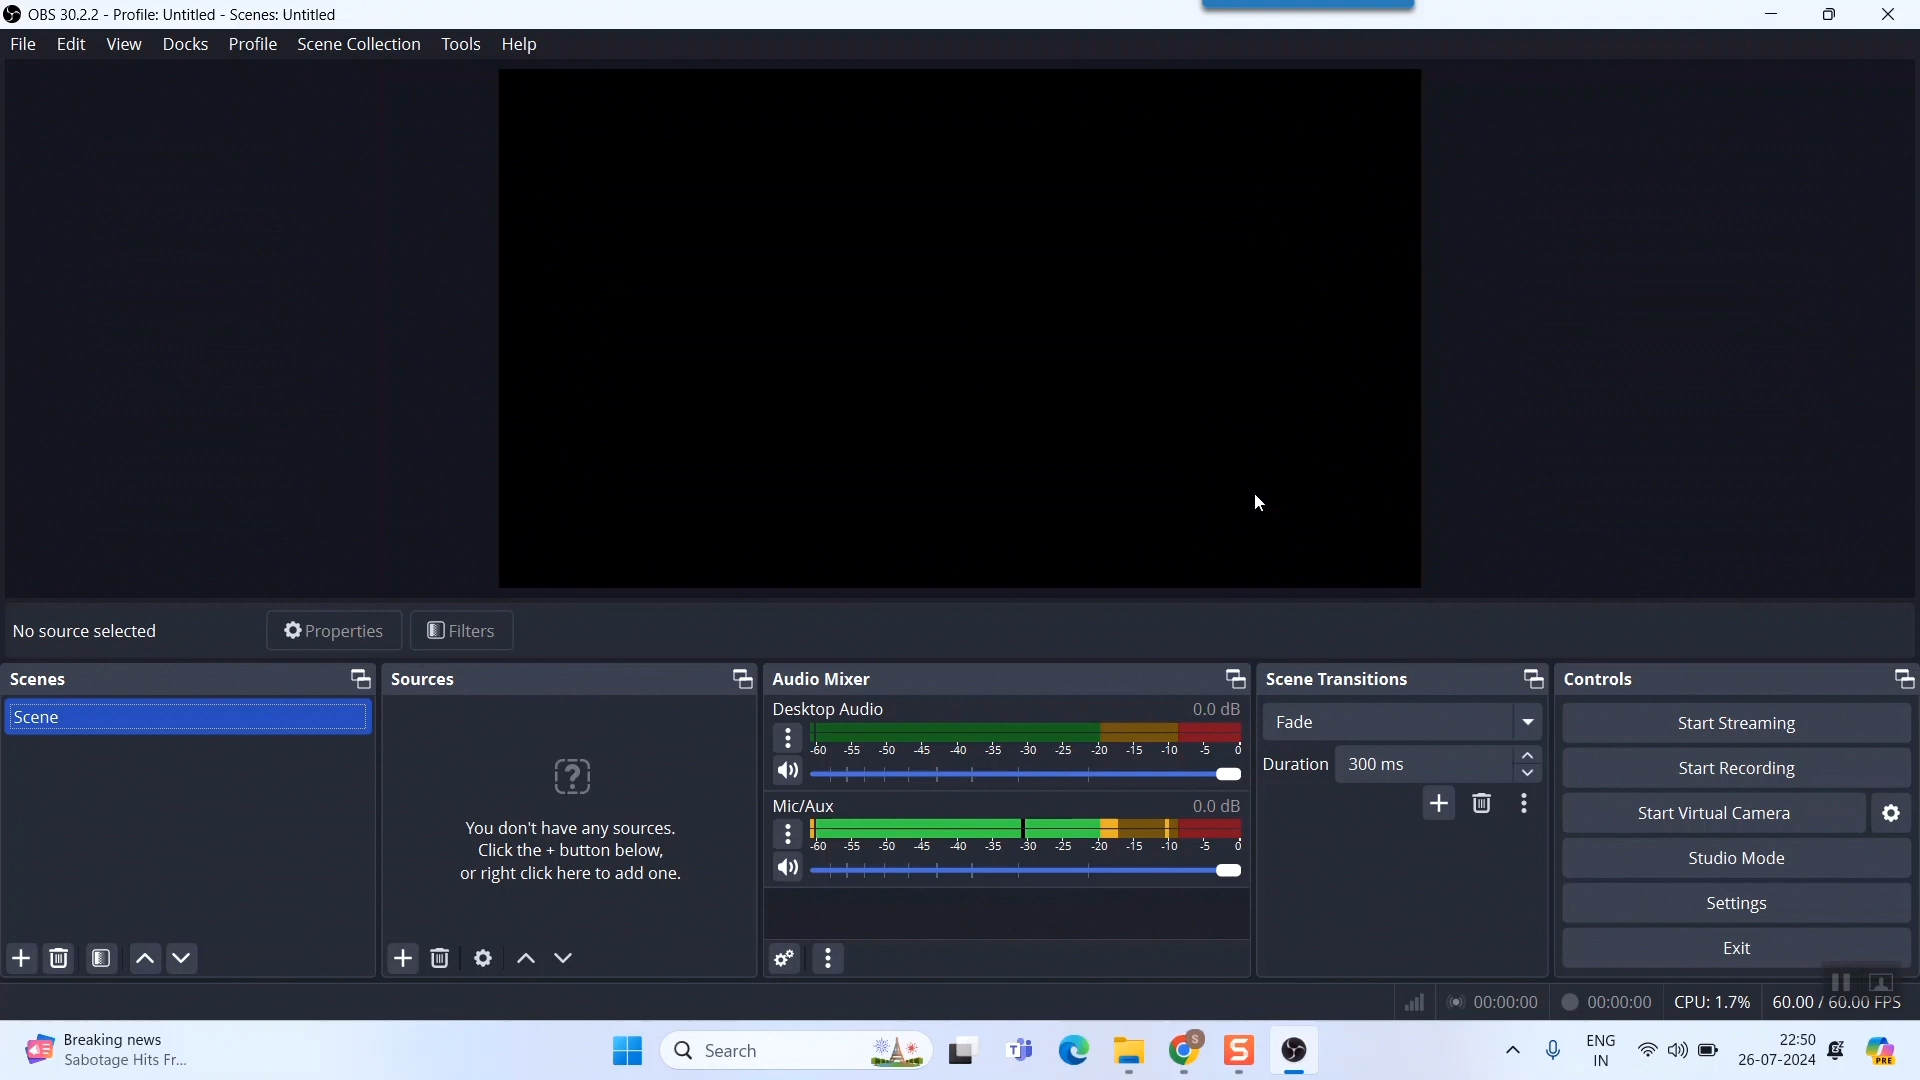 OBS 30.2.2 - Profile: Untitled - Scenes: Untitled
File Edit View Docks Profile Scene Collection Tools Help
No source selected
Properties
Filters
Scenes
Scene
Sources
You don't have any sources.
Click the + button below,
or right click here to add one.
Audio Mixer
Desktop Audio 0.0 dB
-60 -55 -50 -45 -40 -35 -30 -25 -20 -15 -10 -5 0
Mic/Aux 0.0 dB
-60 -55 -50 -45 -40 -35 -30 -25 -20 -15 -10 -5 0
Scene Transitions
Fade
Duration 300 ms
Controls
Start Streaming
Start Recording
Start Virtual Camera
Studio Mode
Settings
Exit
00:00:00 00:00:00 CPU: 1.7% 60.00 / 60.00 FPS
Breaking news
Sabotage Hits Fr...
Search
S
S
ENG
IN
22:50
26-07-2024
PRE